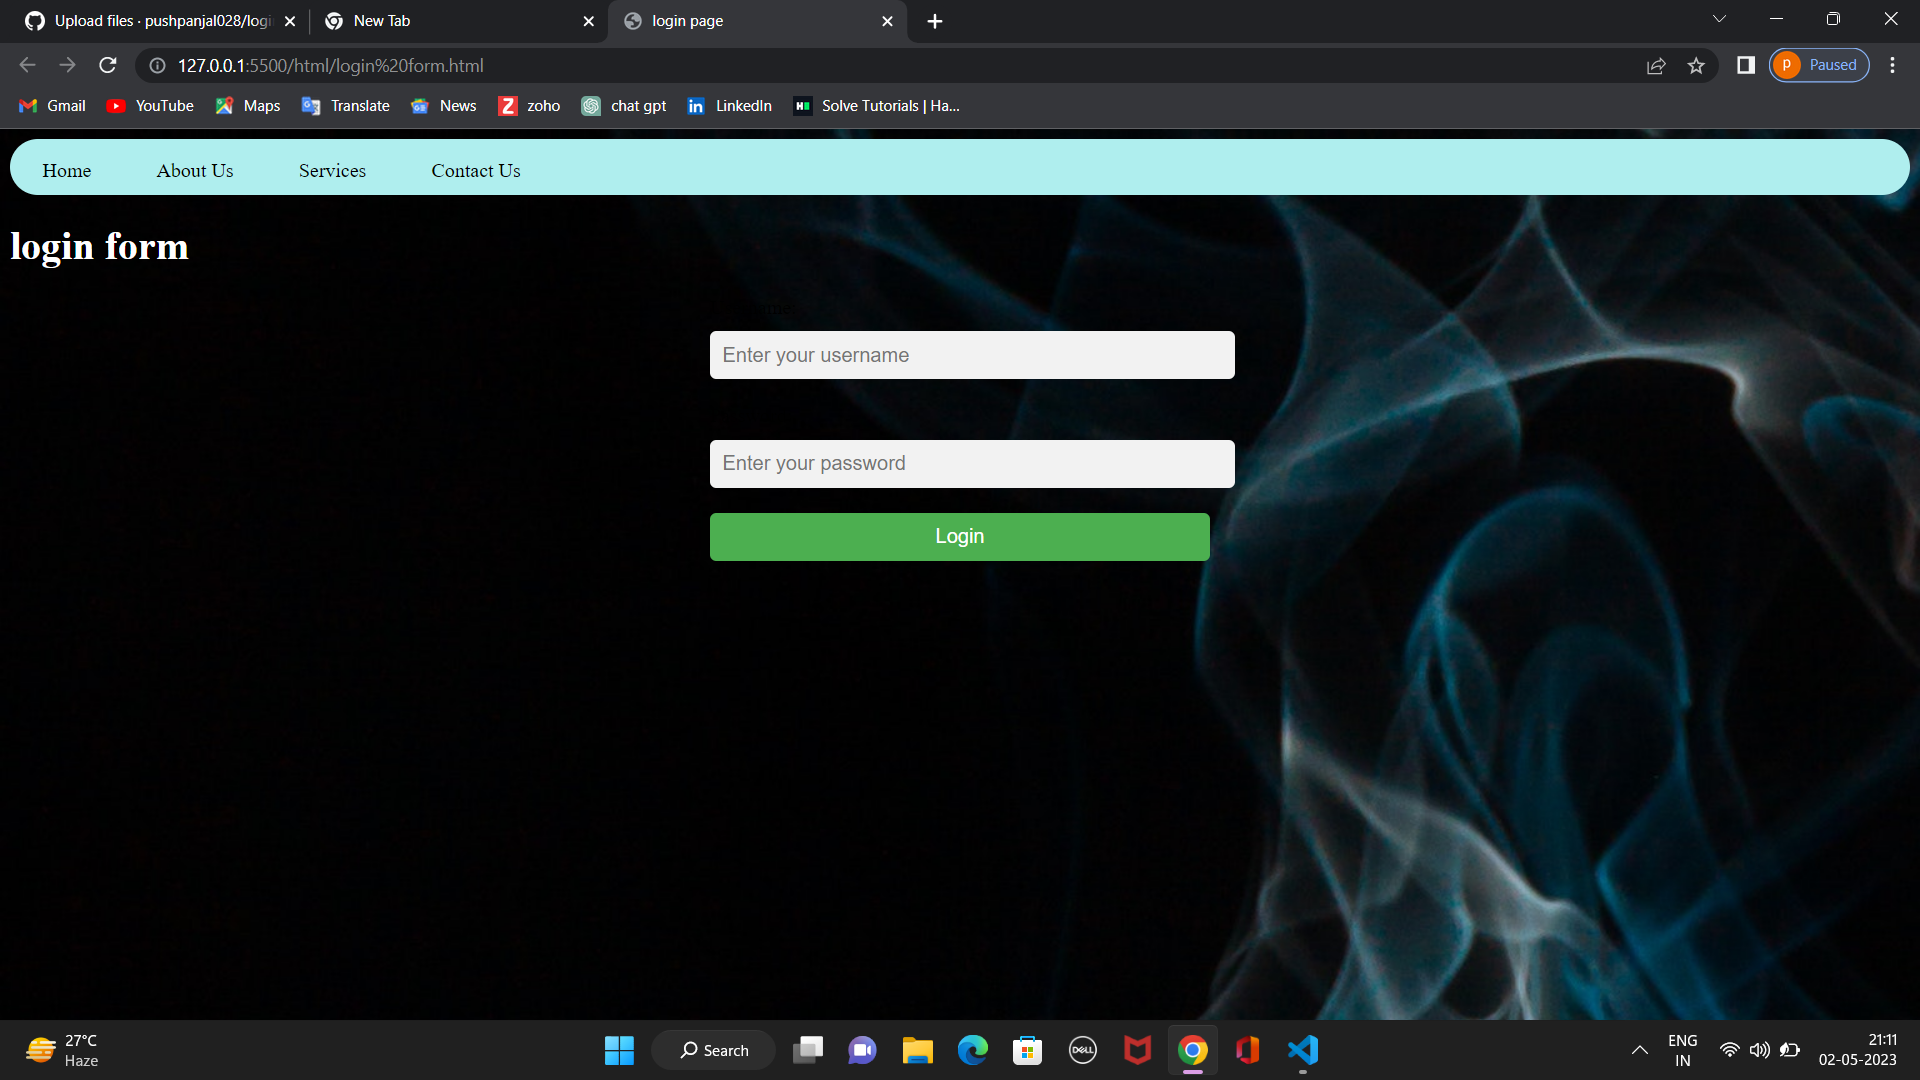 Upload files · pushpanjal028/logi
New Tab
login page
127.0.0.1:5500/html/login%20form.html
P
Paused
Gmail
YouTube
Maps
Translate
News
zoho
chat gpt
LinkedIn
Solve Tutorials | Ha...
Home
About Us
Services
Contact Us
login form
Enter your username
Enter your password
Login
27°C
Haze
Search
DELL
ENG
IN
21:11
02-05-2023